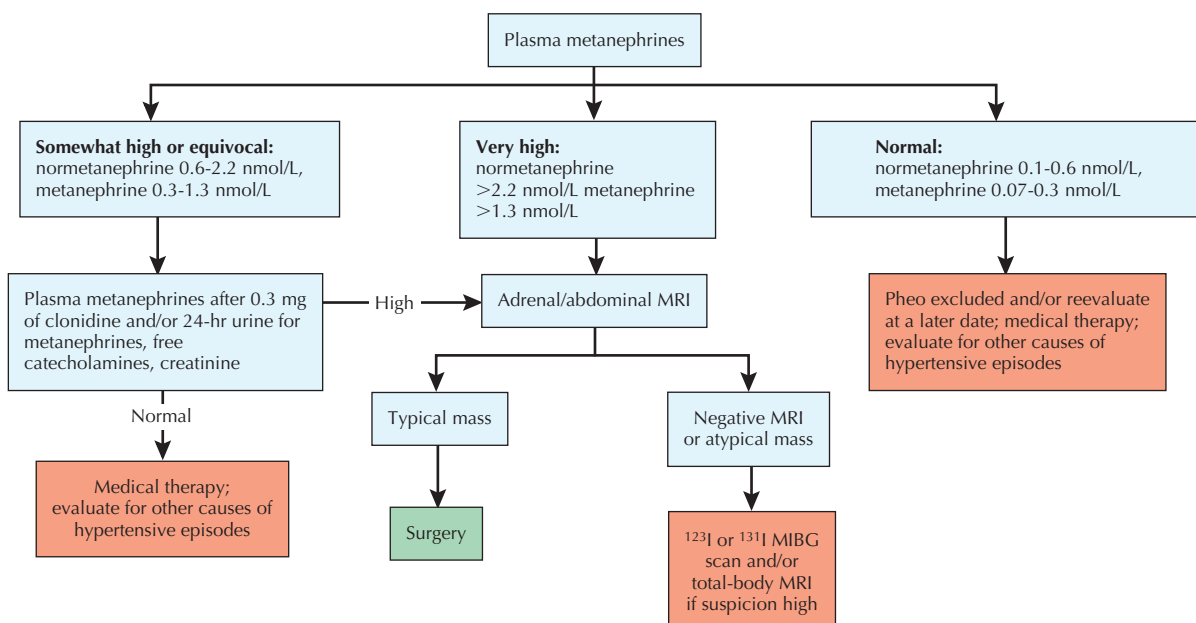 Plasma metanephrines
Somewhat high or equivocal:
normetanephrine 0.6-2.2 nmol/L,
metanephrine 0.3-1.3 nmol/L
Very high:
normetanephrine
>2.2 nmol/L metanephrine
>1.3 nmol/L
Normal:
normetanephrine 0.1-0.6 nmol/L,
metanephrine 0.07-0.3 nmol/L
Plasma metanephrines after 0.3 mg
of clonidine and/or 24-hr urine for
metanephrines, free
catecholamines, creatinine
High
Adrenal/abdominal MRI
Pheo excluded and/or reevaluate
at a later date; medical therapy;
evaluate for other causes of
hypertensive episodes
Normal
Typical mass
Negative MRI
or atypical mass
Medical therapy;
evaluate for other causes of
hypertensive episodes
Surgery
¹²³I or ¹³¹I MIBG
scan and/or
total-body MRI
if suspicion high